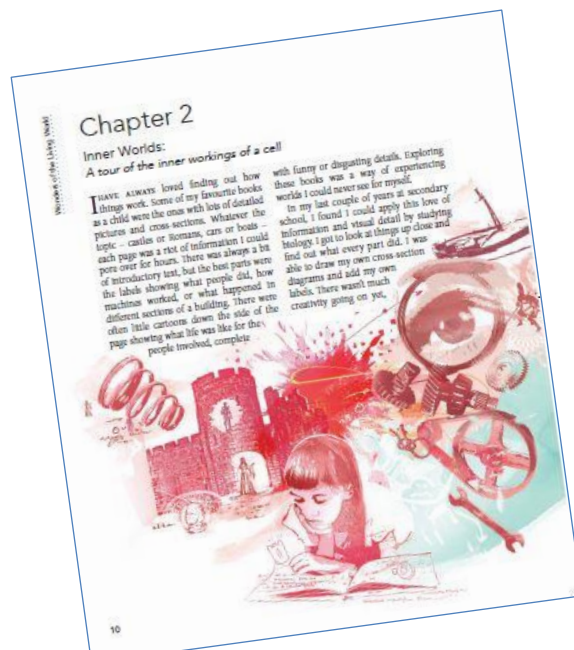 Wonders of the Living World
Chapter 2
Inner Worlds:
A tour of the inner workings of a cell
I HAVE ALWAYS loved finding out how
things work. Some of my favourite books
as a child were the ones with lots of detailed
pictures and cross-sections. Whatever the
topic – castles or Romans, cars or boats –
each page was a riot of information I could
pore over for hours. There was always a bit
of introductory text, but the best parts were
the labels showing what people did, how
machines worked, or what happened in
different sections of a building. There were
often little cartoons down the side of the
page showing what life was like for the
people involved, complete
with funny or disgusting details. Exploring
these books was a way of experiencing
worlds I could never see for myself.
In my last couple of years at secondary
school, I found I could apply this love of
information and visual detail by studying
biology. I got to look at things up close and
find out what every part did. I was
able to draw my own cross-section
diagrams and add my own
labels. There wasn't much
creativity going on yet,
10